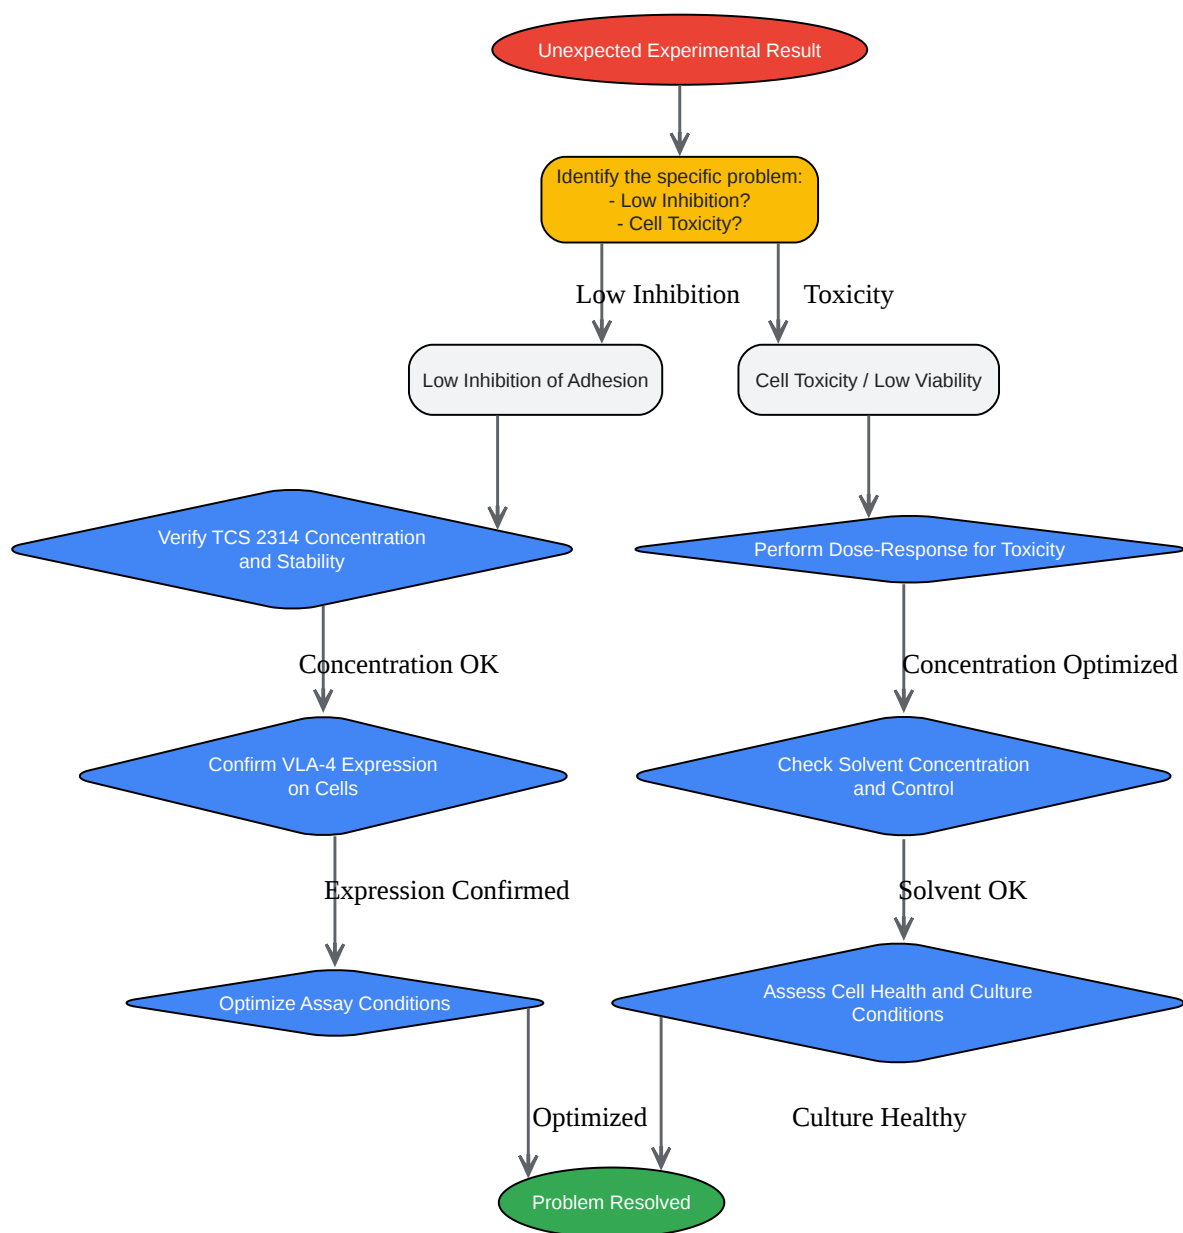 Unexpected Experimental Result
Identify the specific problem:
- Low Inhibition?
- Cell Toxicity?
Low Inhibition
Toxicity
Low Inhibition of Adhesion
Cell Toxicity / Low Viability
Verify TCS 2314 Concentration
and Stability
Perform Dose-Response for Toxicity
Concentration OK
Concentration Optimized
Confirm VLA-4 Expression
on Cells
Check Solvent Concentration
and Control
Expression Confirmed
Solvent OK
Optimize Assay Conditions
Assess Cell Health and Culture
Conditions
Optimized
Culture Healthy
Problem Resolved